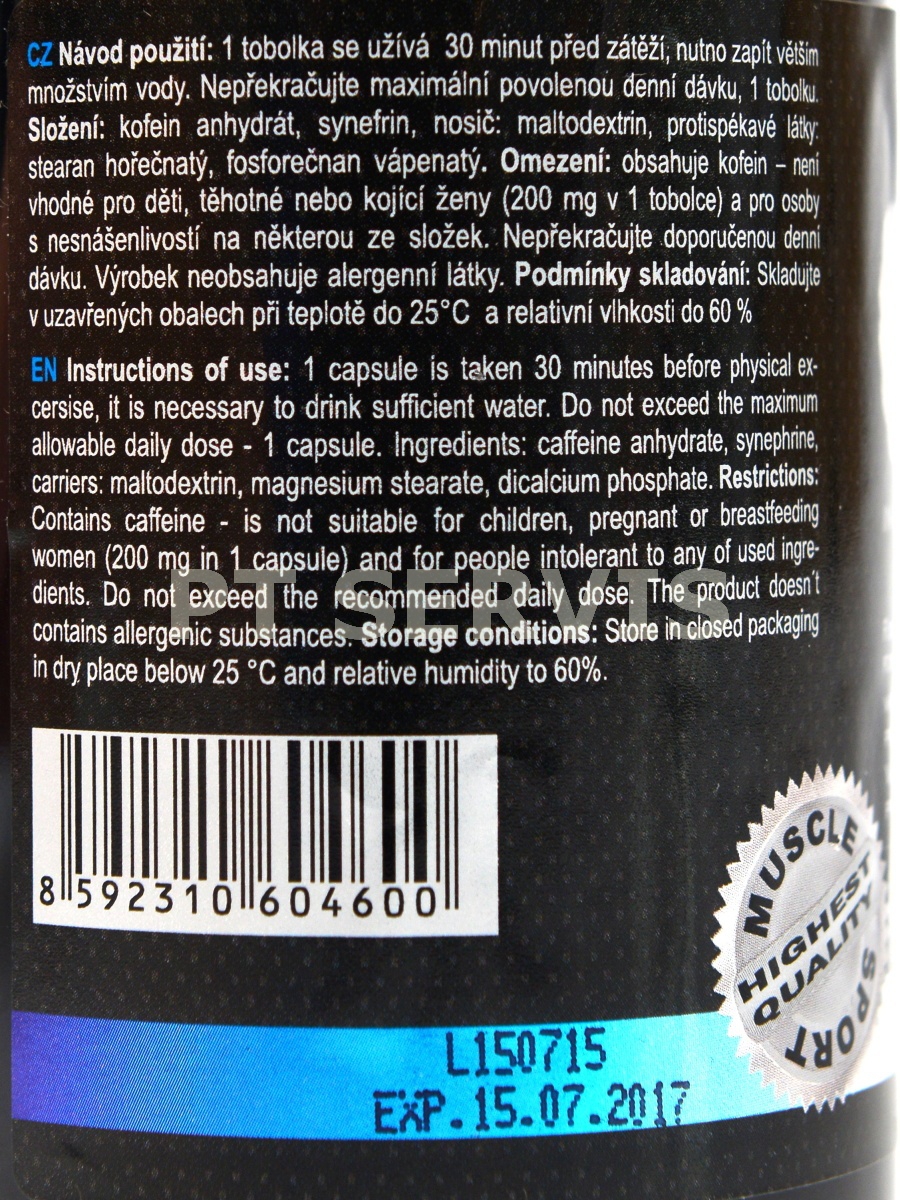 CZ Návod použití: 1 tobolka se užívá 30 minut před zátěží, nutno zapít větším
množstvím vody. Nepřekračujte maximální povolenou denní dávku, 1 tobolku.
Složení: kofein anhydrát, synefrin, nosič: maltodextrin, protispékavé látky:
stearan hořečnatý, fosforečnan vápenatý. Omezení: obsahuje kofein – není
vhodné pro děti, těhotné nebo kojící ženy (200 mg v 1 tobolce) a pro osoby
s nesnášenlivostí na některou ze složek. Nepřekračujte doporučenou denní
dávku. Výrobek neobsahuje alergenní látky. Podmínky skladování: Skladujte
v uzavřených obalech při teplotě do 25°C a relativní vlhkosti do 60 %
EN Instructions of use: 1 capsule is taken 30 minutes before physical ex-
cersise, it is necessary to drink sufficient water. Do not exceed the maximum
allowable daily dose - 1 capsule. Ingredients: caffeine anhydrate, synephrine,
carriers: maltodextrin, magnesium stearate, dicalcium phosphate. Restrictions:
Contains caffeine - is not suitable for children, pregnant or breastfeeding
women (200 mg in 1 capsule) and for people intolerant to any of used ingre-
dients. Do not exceed the recommended daily dose. The product doesn´t
contains allergenic substances. Storage conditions: Store in closed packaging
in dry place below 25 °C and relative humidity to 60%.
PT SERVIS
8 592310 604600
MUSCLE
HIGHEST
QUALITY
SPORT
L150715
EXP.15.07.2017